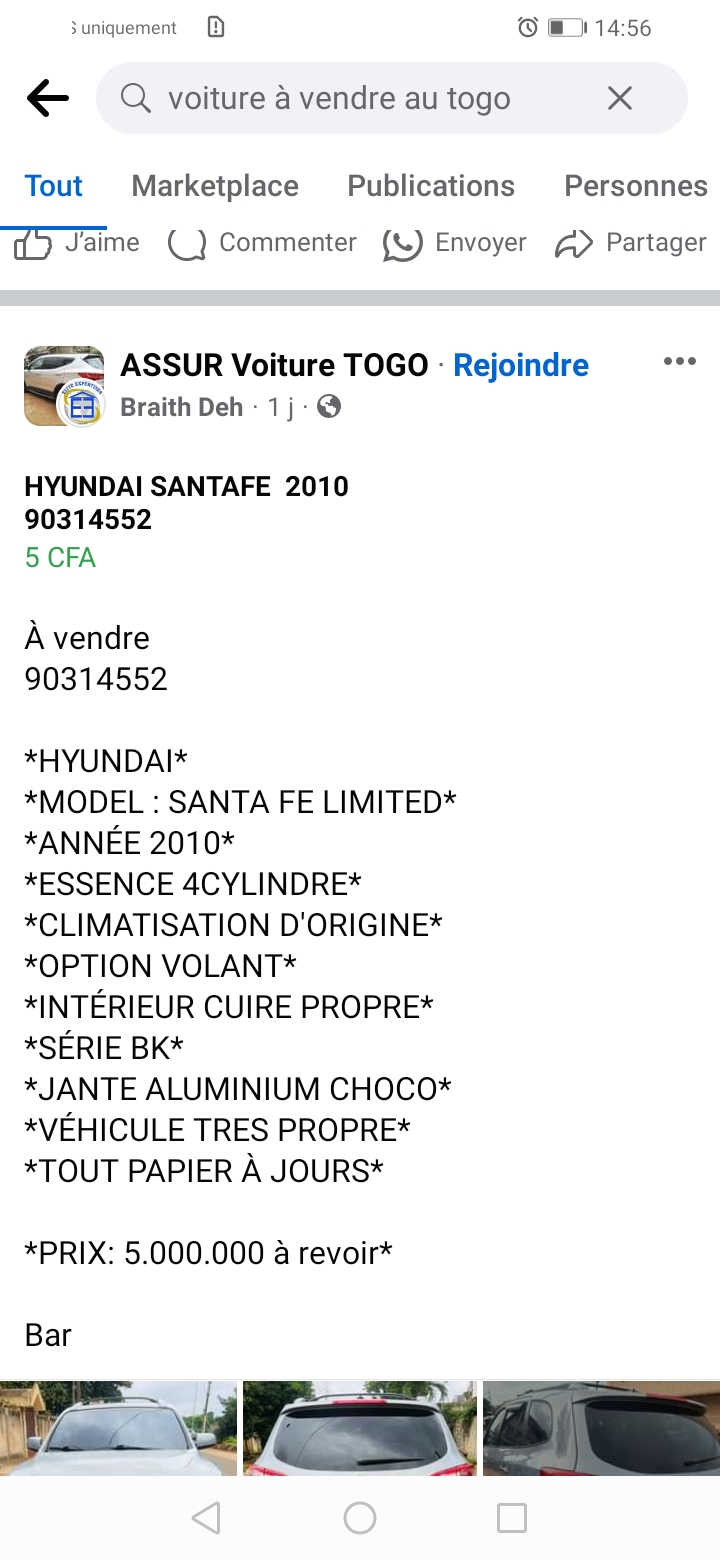 uniquement
14:56
voiture à vendre au togo
Tout Marketplace Publications Personnes
J'aime Commenter Envoyer Partager
ASSUR Voiture TOGO · Rejoindre
Braith Deh · 1 j ·
HYUNDAI SANTAFE 2010
90314552
5 CFA
À vendre
90314552
*HYUNDAI*
*MODEL : SANTA FE LIMITED*
*ANNÉE 2010*
*ESSENCE 4CYLINDRE*
*CLIMATISATION D'ORIGINE*
*OPTION VOLANT*
*INTÉRIEUR CUIRE PROPRE*
*SÉRIE BK*
*JANTE ALUMINIUM CHOCO*
*VÉHICULE TRES PROPRE*
*TOUT PAPIER À JOURS*
*PRIX: 5.000.000 à revoir*
Bar